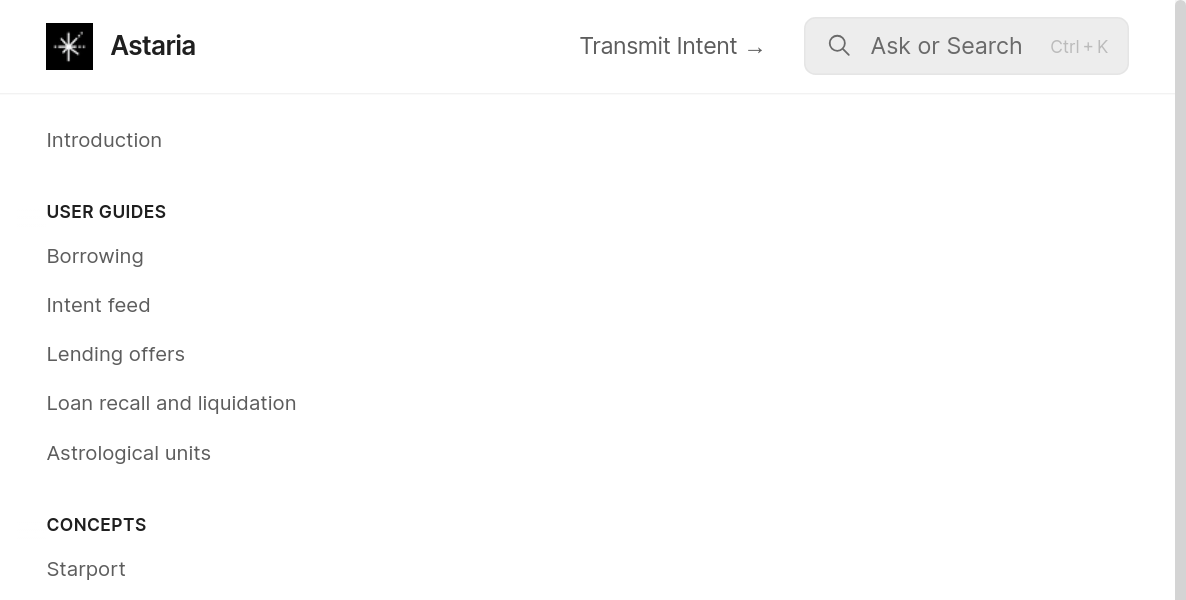 Astaria
Transmit Intent →
Ask or Search Ctrl + K
Introduction
USER GUIDES
Borrowing
Intent feed
Lending offers
Loan recall and liquidation
Astrological units
CONCEPTS
Starport